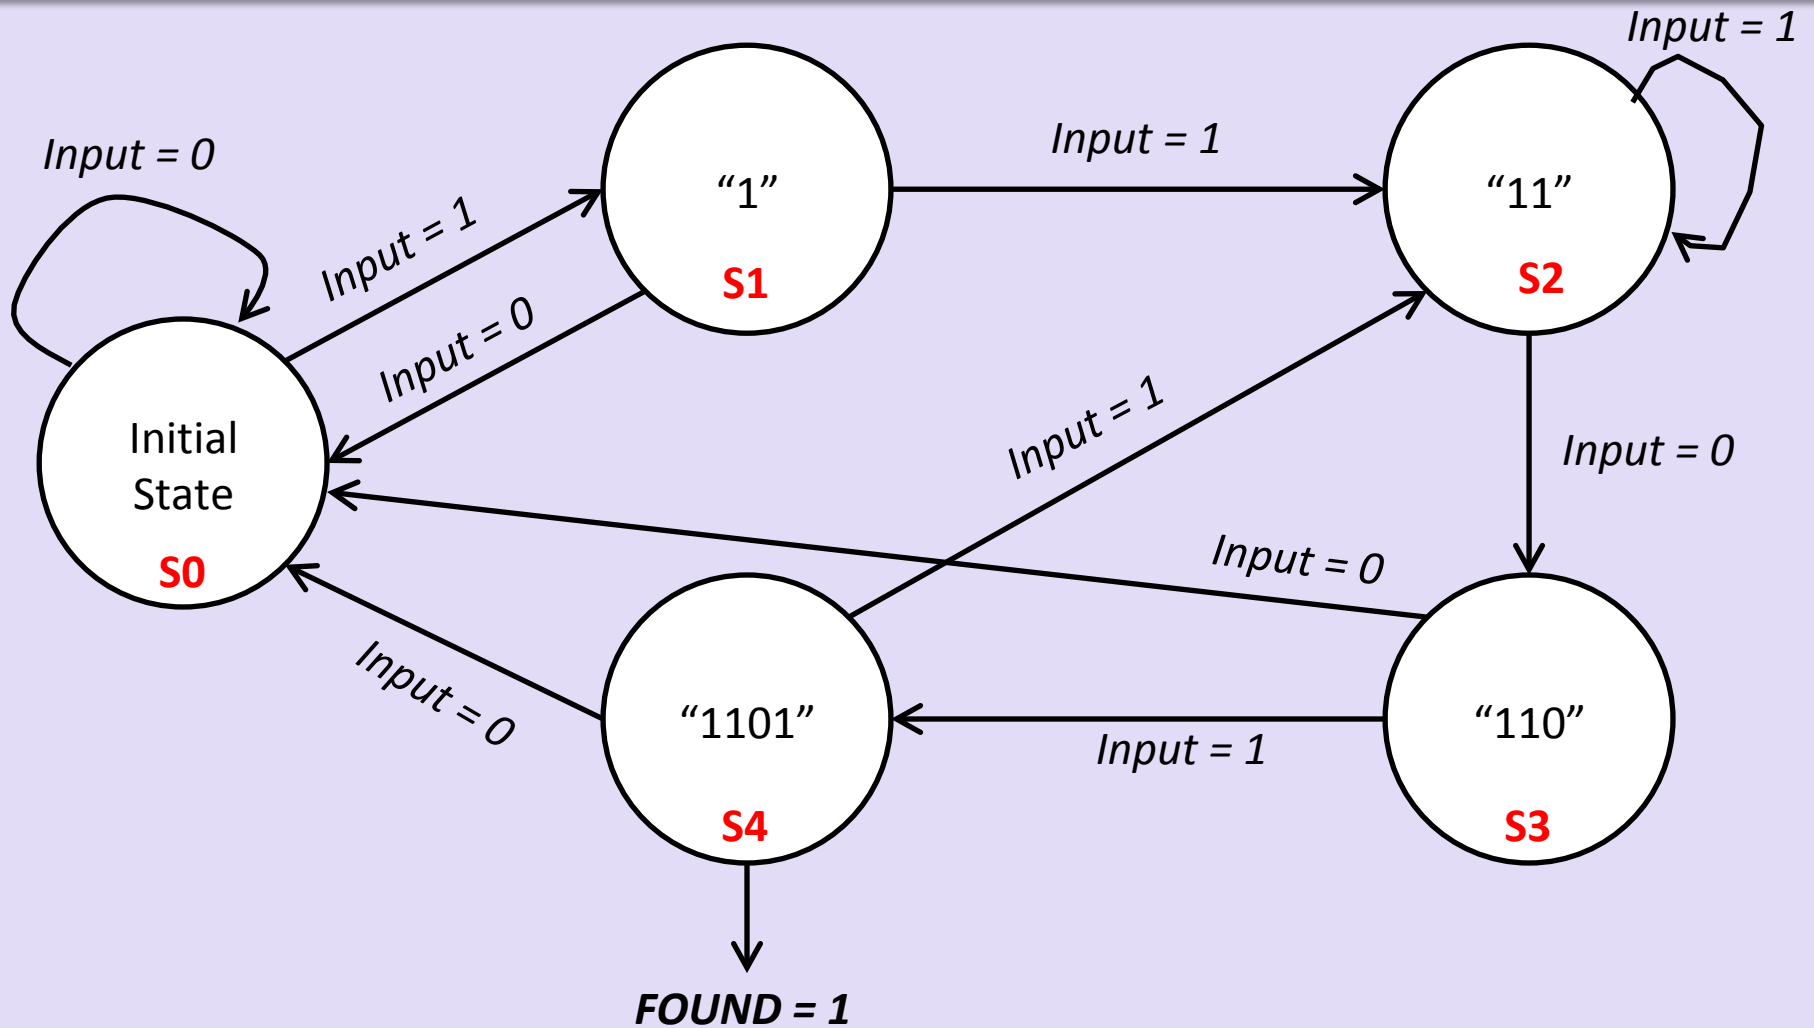 Input = 1
Input = 0
Input = 1
“1”
S1
Input = 1
“11”
S2
Input = 0
Initial
State
S0
Input = 1
Input = 0
Input = 0
Input = 0
“1101”
S4
Input = 1
“110”
S3
FOUND = 1